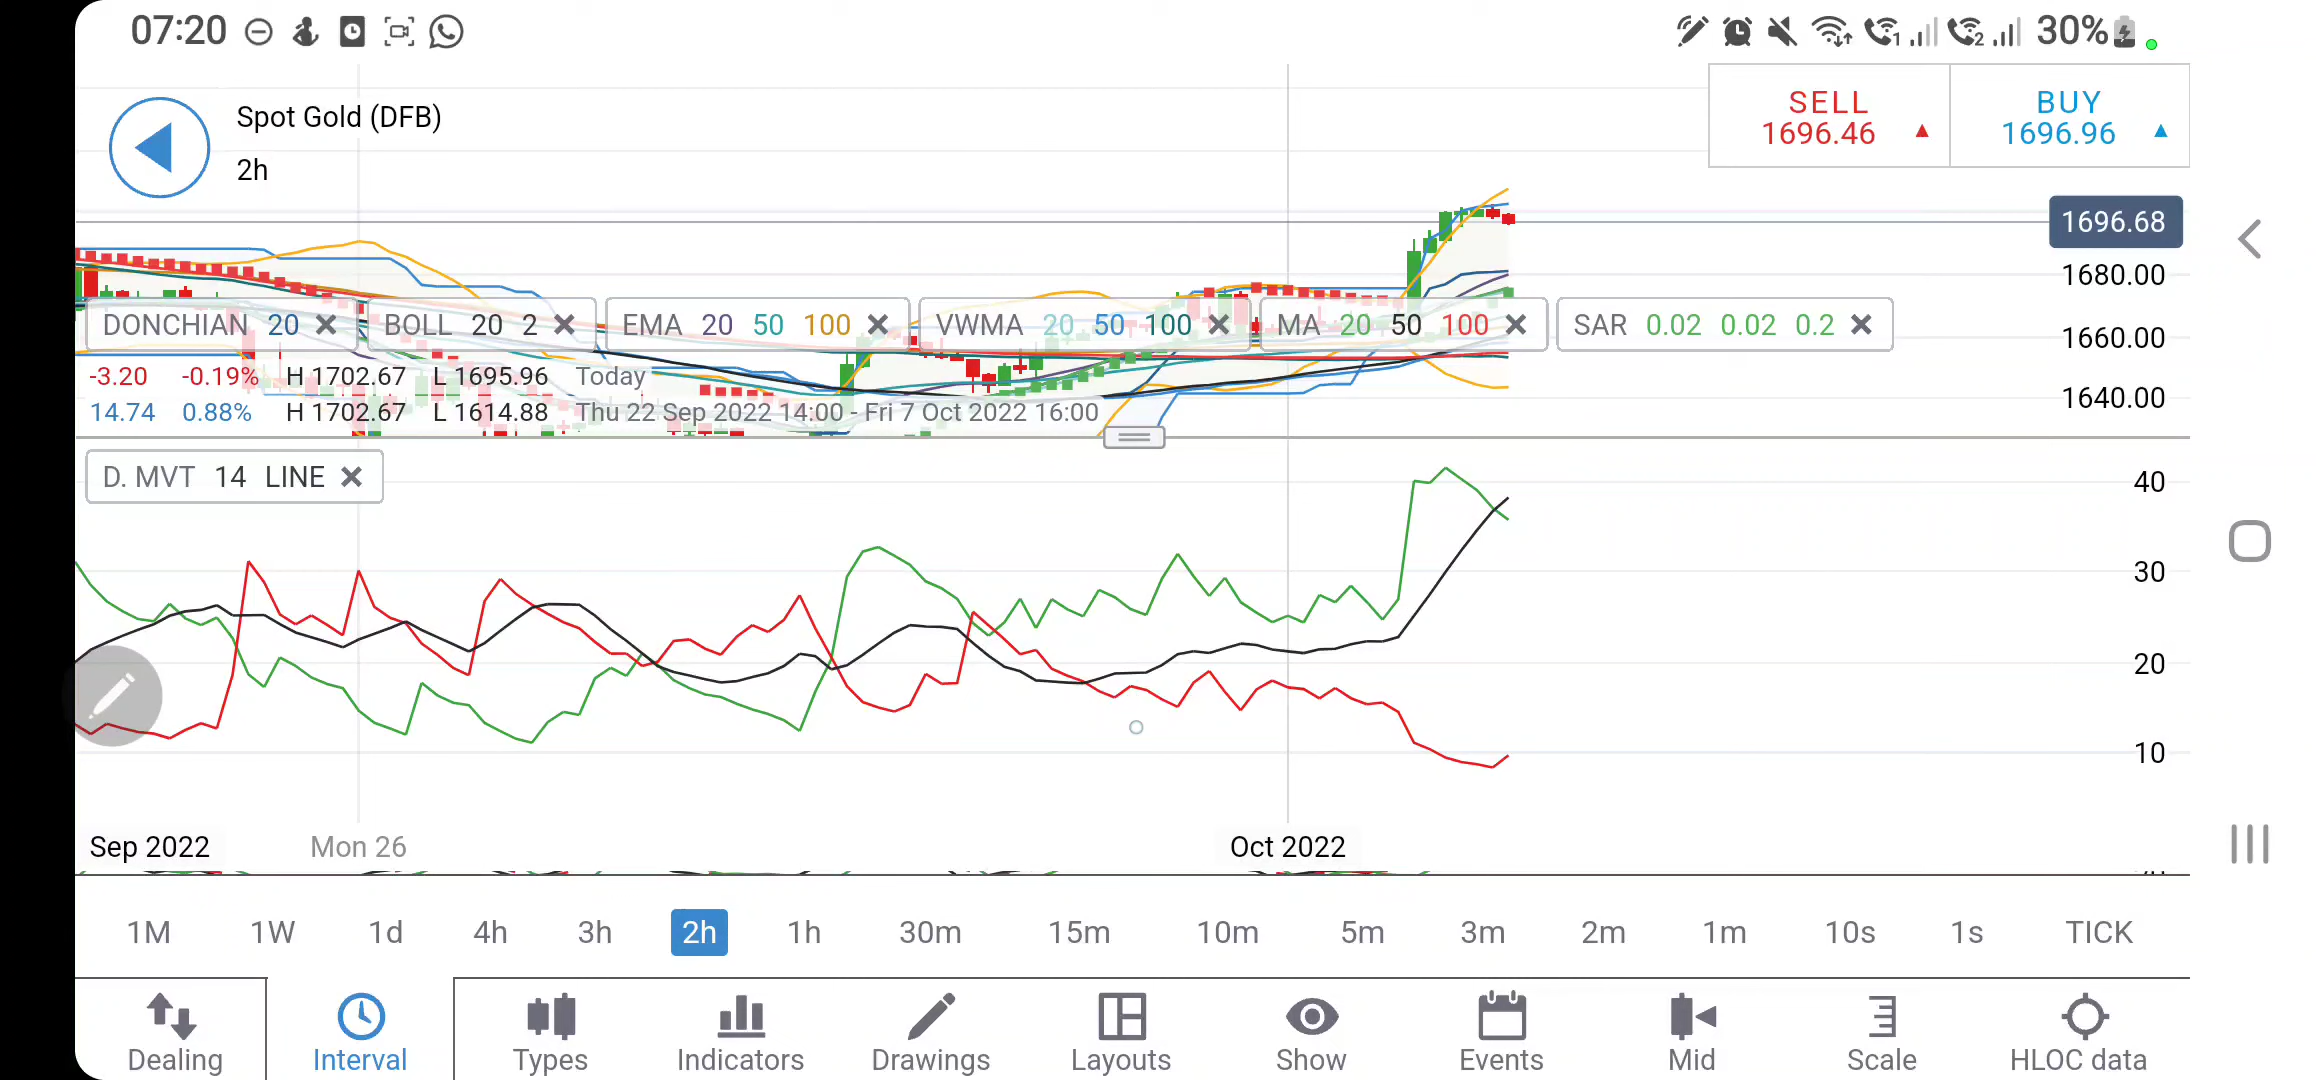 07:20
30%
Spot Gold (DFB)
2h
SELL
1696.46
BUY
1696.96
1696.68
1680.00
1660.00
1640.00
DONCHIAN 20
BOLL 20 2
EMA 20 50 100
VWMA 20 50 100
MA 20 50 100
SAR 0.02 0.02 0.2
-3.20 -0.19% H 1702.67 L 1695.96 Today
14.74 0.88% H 1702.67 L 1614.88 Thu 22 Sep 2022 14:00 - Fri 7 Oct 2022 16:00
D. MVT 14 LINE
40
30
20
10
Sep 2022 Mon 26 Oct 2022
1M 1W 1d 4h 3h 2h 1h 30m 15m 10m 5m 3m 2m 1m 10s 1s TICK
Dealing Interval Types Indicators Drawings Layouts Show Events Mid Scale HLOC data